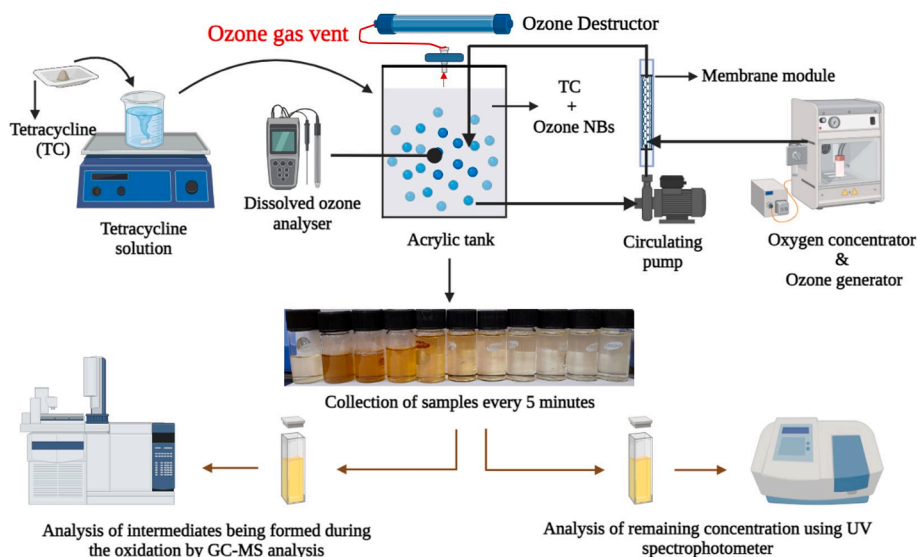 Ozone gas vent
Ozone Destructor
Membrane module
TC
+
Ozone NBs
Tetracycline
(TC)
Dissolved ozone
analyser
Tetracycline
solution
Acrylic tank
Circulating
pump
Oxygen concentrator
&
Ozone generator
Collection of samples every 5 minutes
Analysis of intermediates being formed during
the oxidation by GC-MS analysis
Analysis of remaining concentration using UV
spectrophotometer